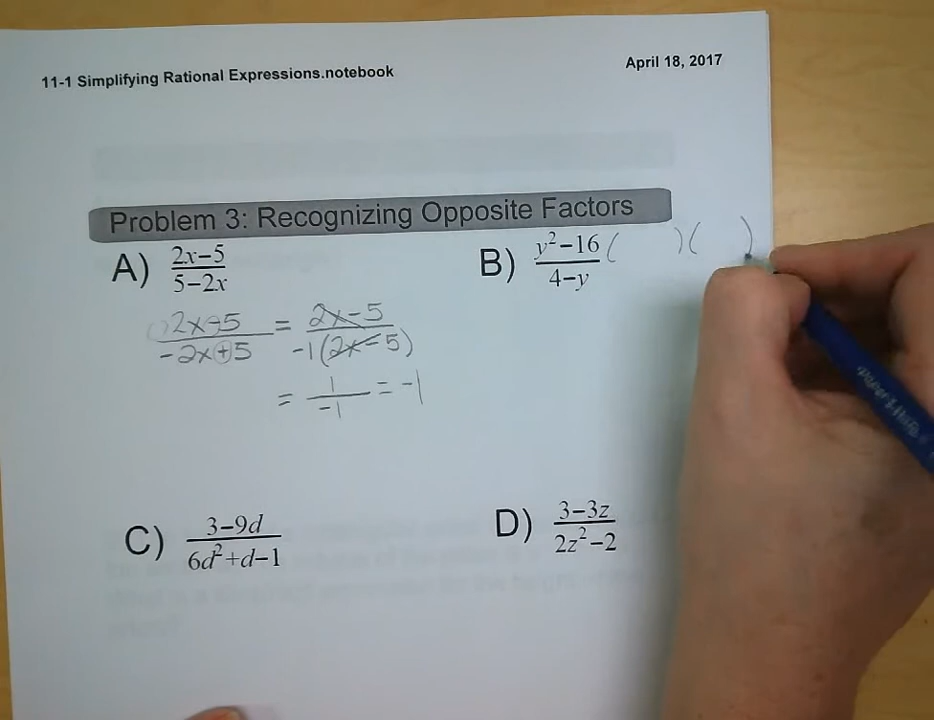 11-1 Simplifying Rational Expressions.notebook
April 18, 2017
Problem 3: Recognizing Opposite Factors
A) (2x-5)/(5-2x)
B) (y²-16)/(4-y) ( )( )
(2x-5)/(-2x+5) = (2x-5)/(-1(2x-5))
= 1/-1 = -1
C) (3-9d)/(6d²+d-1)
D) (3-3z)/(2z²-2)